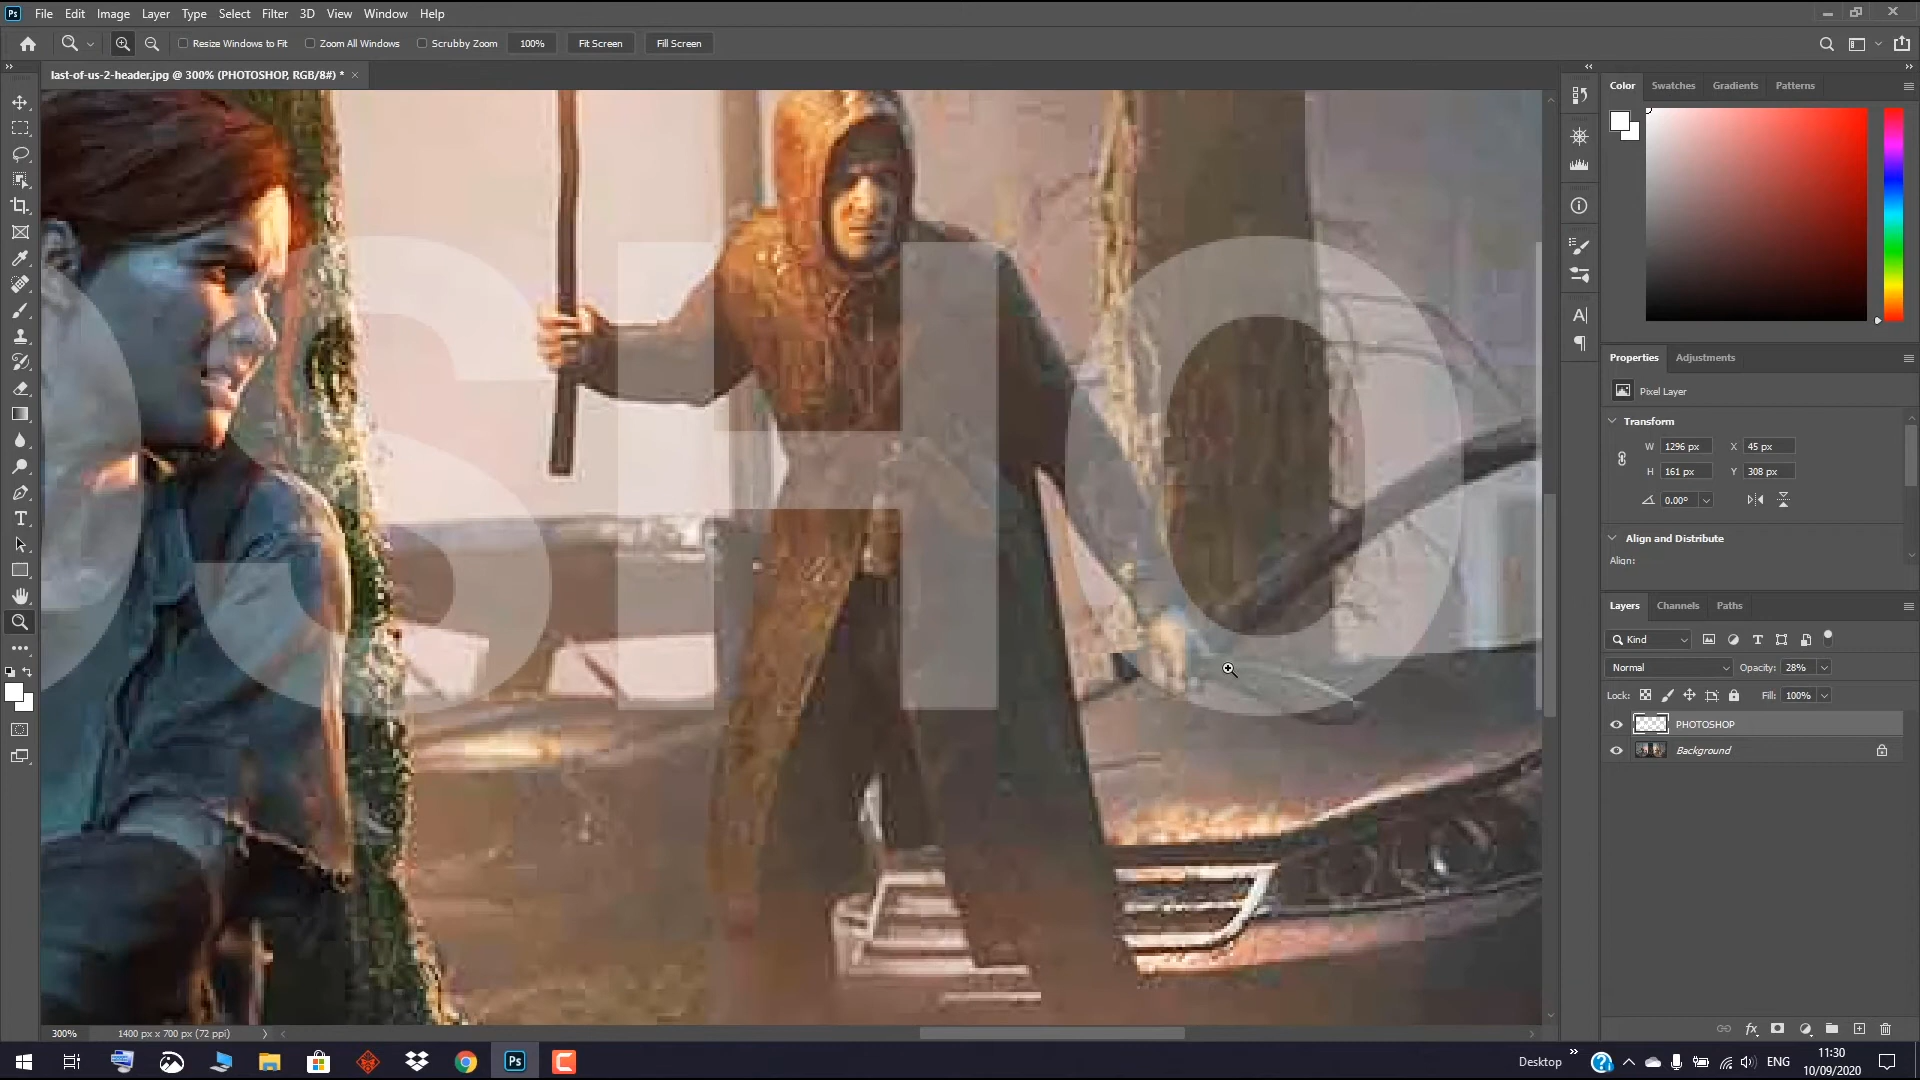 Ps File Edit Image Layer Type Select Filter 3D View Window Help
Resize Windows to Fit Zoom All Windows Scrubby Zoom 100% Fit Screen Fill Screen
last-of-us-2-header.jpg @ 300% (PHOTOSHOP, RGB/8#) *
Color Swatches Gradients Patterns
SHO
Properties Adjustments
Pixel Layer
Transform
W 1296 px X 45 px
H 161 px Y 308 px
0.00°
Align and Distribute
Align:
Layers Channels Paths
Kind
Normal Opacity: 28%
Lock: Fill: 100%
PHOTOSHOP
Background
300% 1400 px x 700 px (72 ppi)
Ps Desktop ENG 11:30
10/09/2020